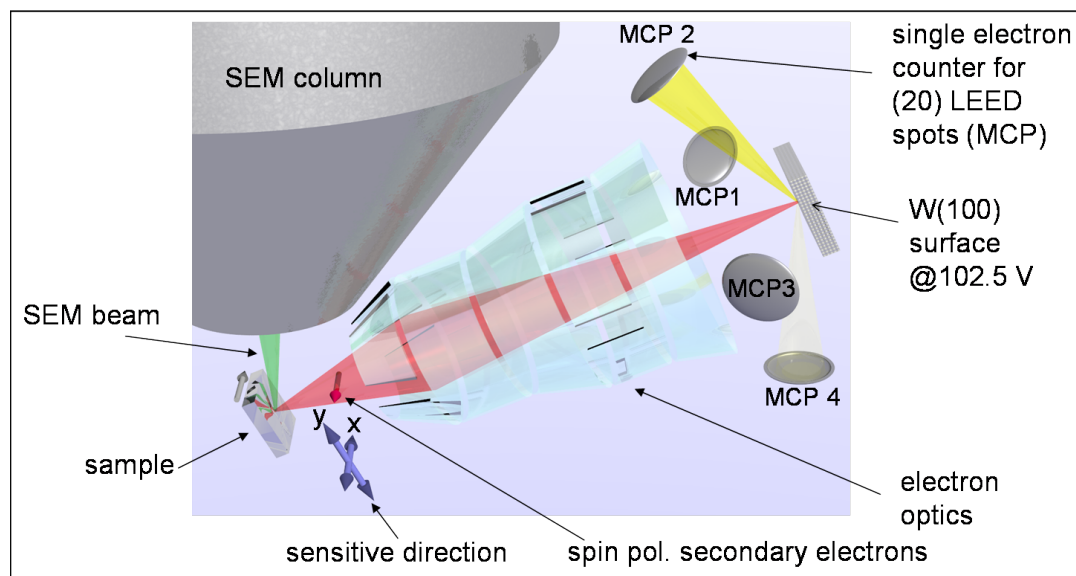 SEM column
MCP 2
single electron
counter for
(20) LEED
spots (MCP)
MCP1
W(100)
surface
@102.5 V
MCP3
SEM beam
MCP 4
y
x
sample
electron
optics
sensitive direction
spin pol. secondary electrons